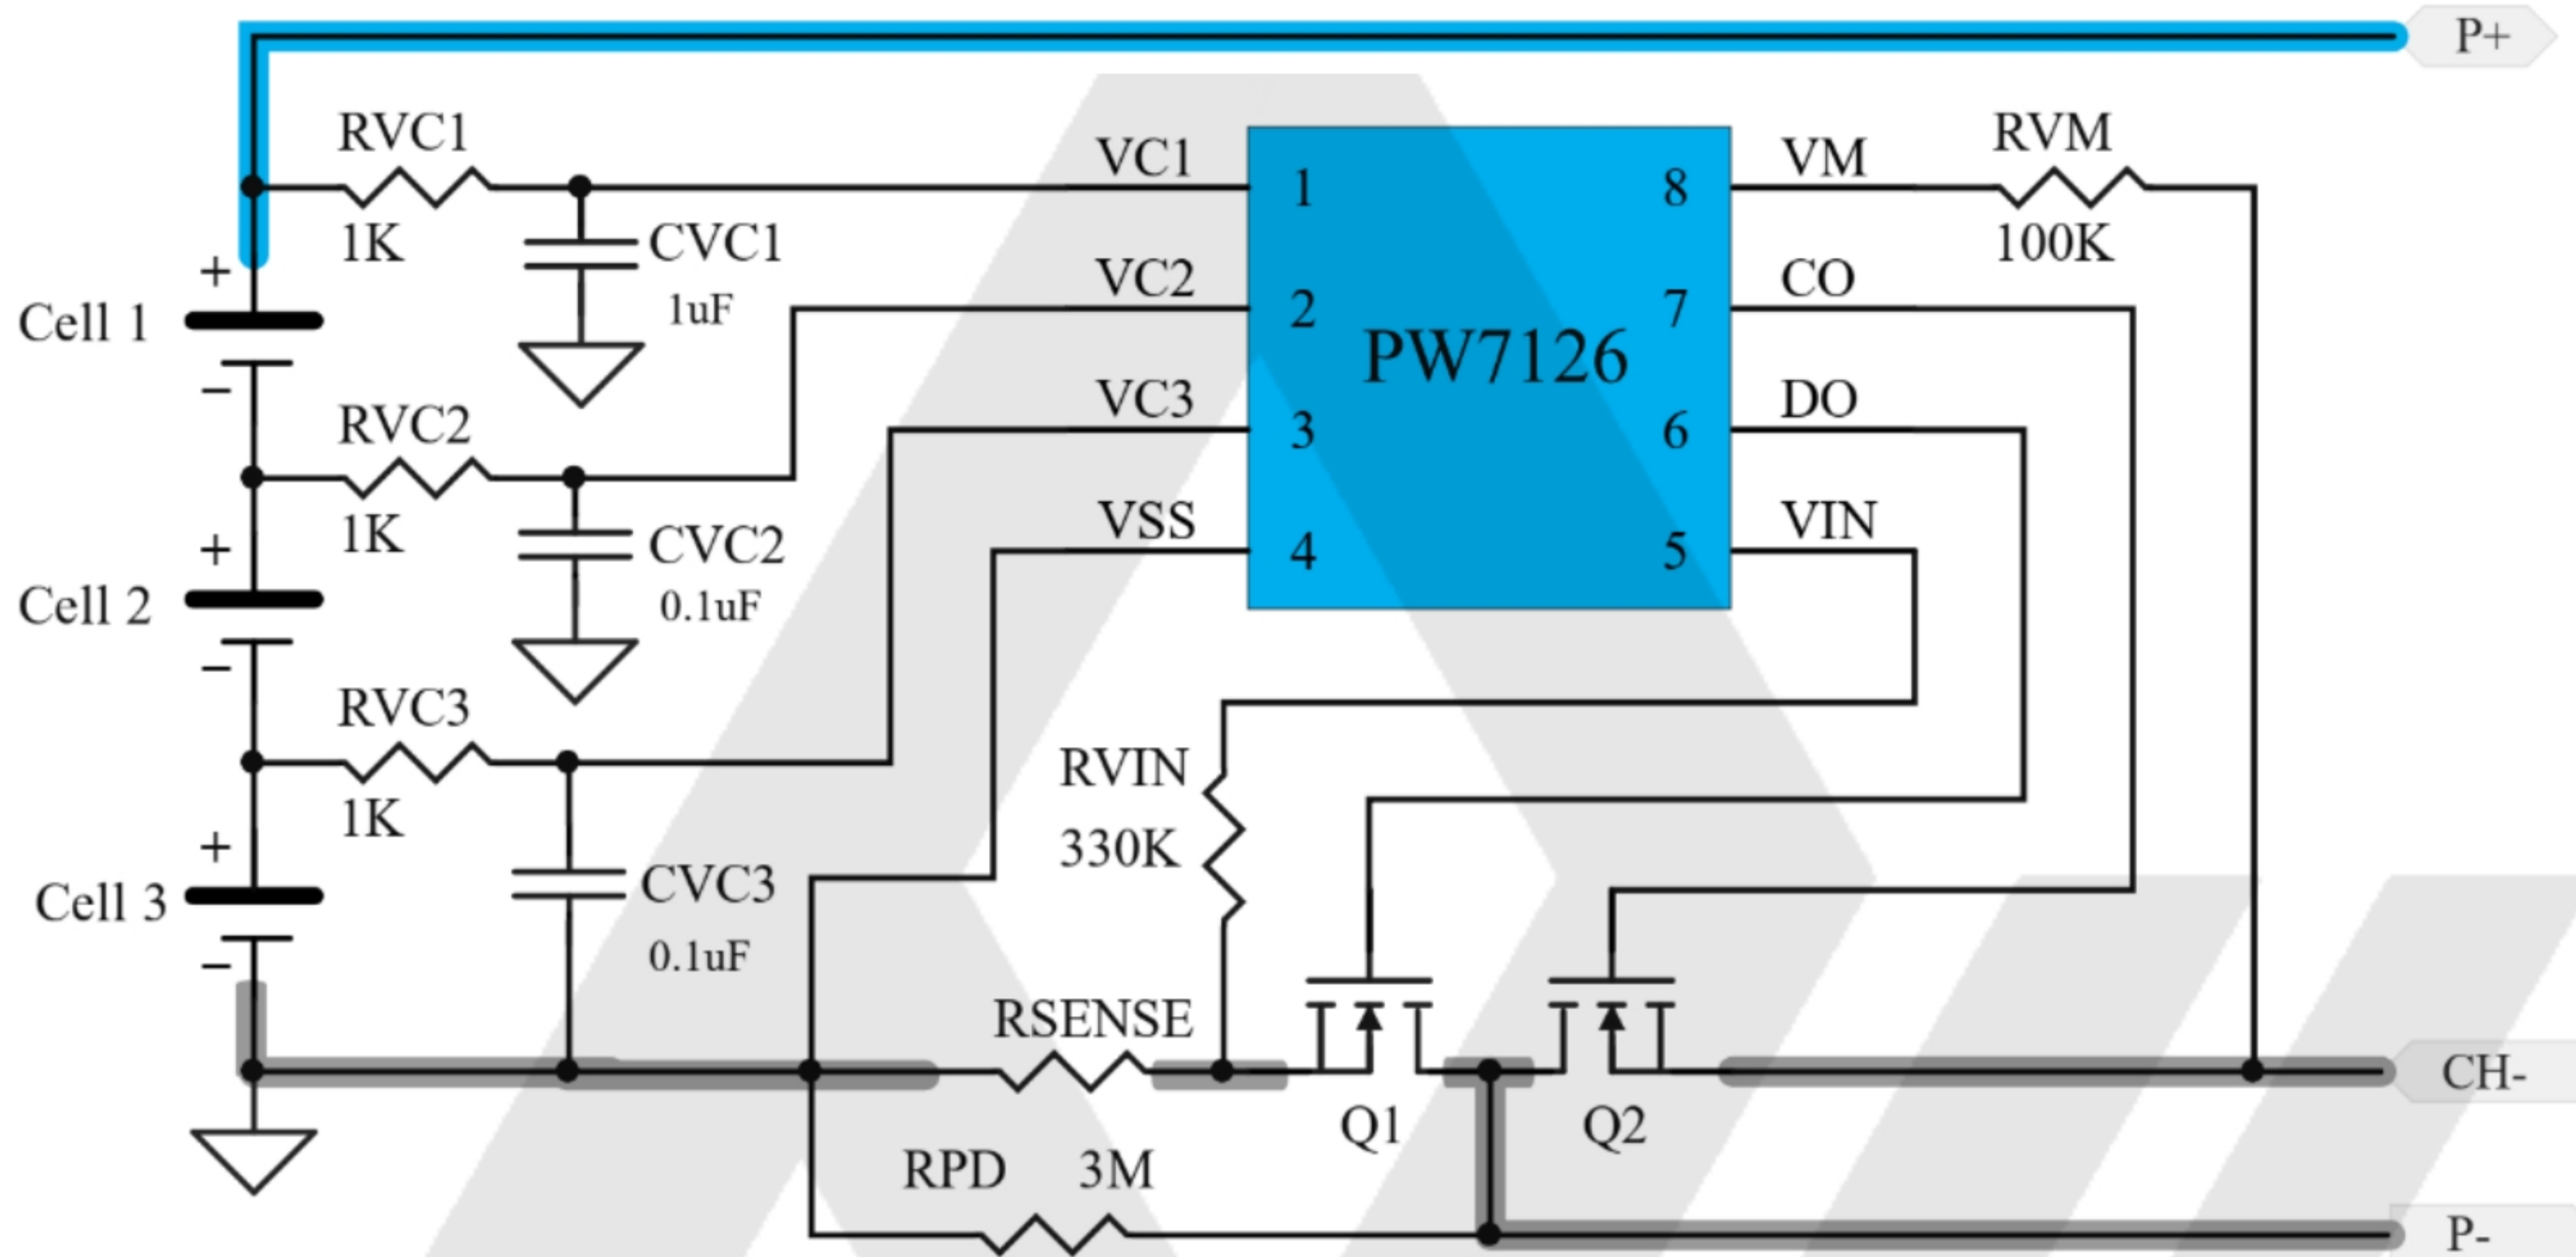 P+
RVC1
1K
CVC1
1uF
VC1
1
8
VM
RVM
100K
+
Cell 1
−
VC2
2
7
CO
PW7126
RVC2
1K
CVC2
0.1uF
VC3
3
6
DO
+
Cell 2
−
VSS
4
5
VIN
RVC3
1K
CVC3
0.1uF
RVIN
330K
+
Cell 3
−
RSENSE
Q1
Q2
CH-
RPD 3M
P-